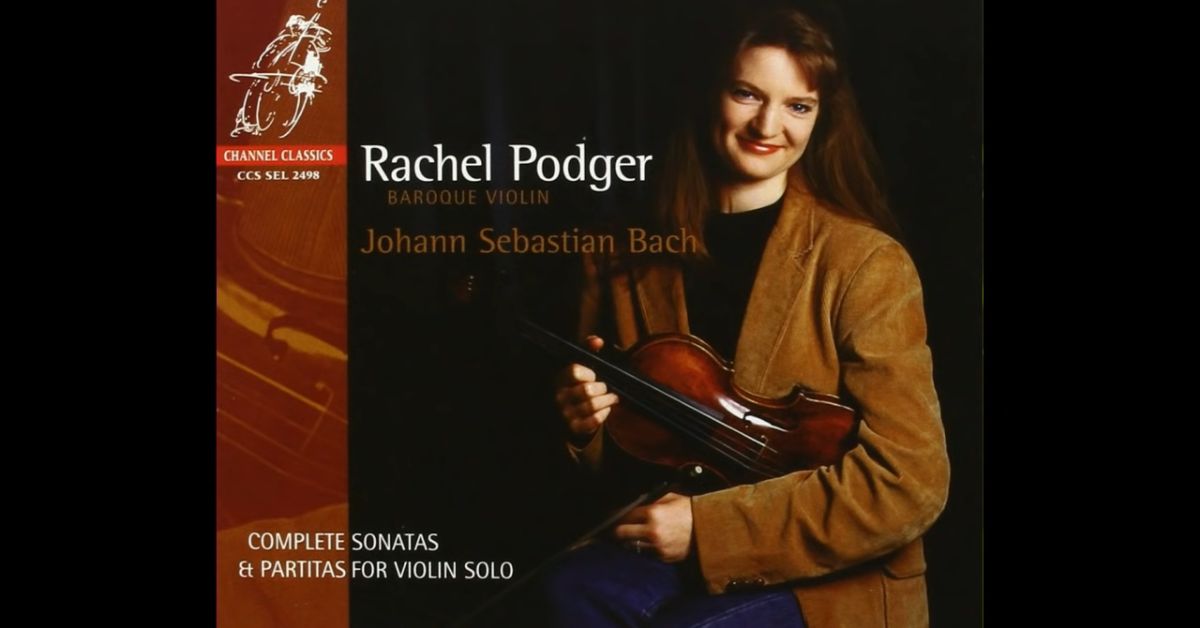 CHANNEL CLASSICS
CCS SEL 2498
Rachel Podger
BAROQUE VIOLIN
Johann Sebastian Bach
COMPLETE SONATAS
& PARTITAS FOR VIOLIN SOLO